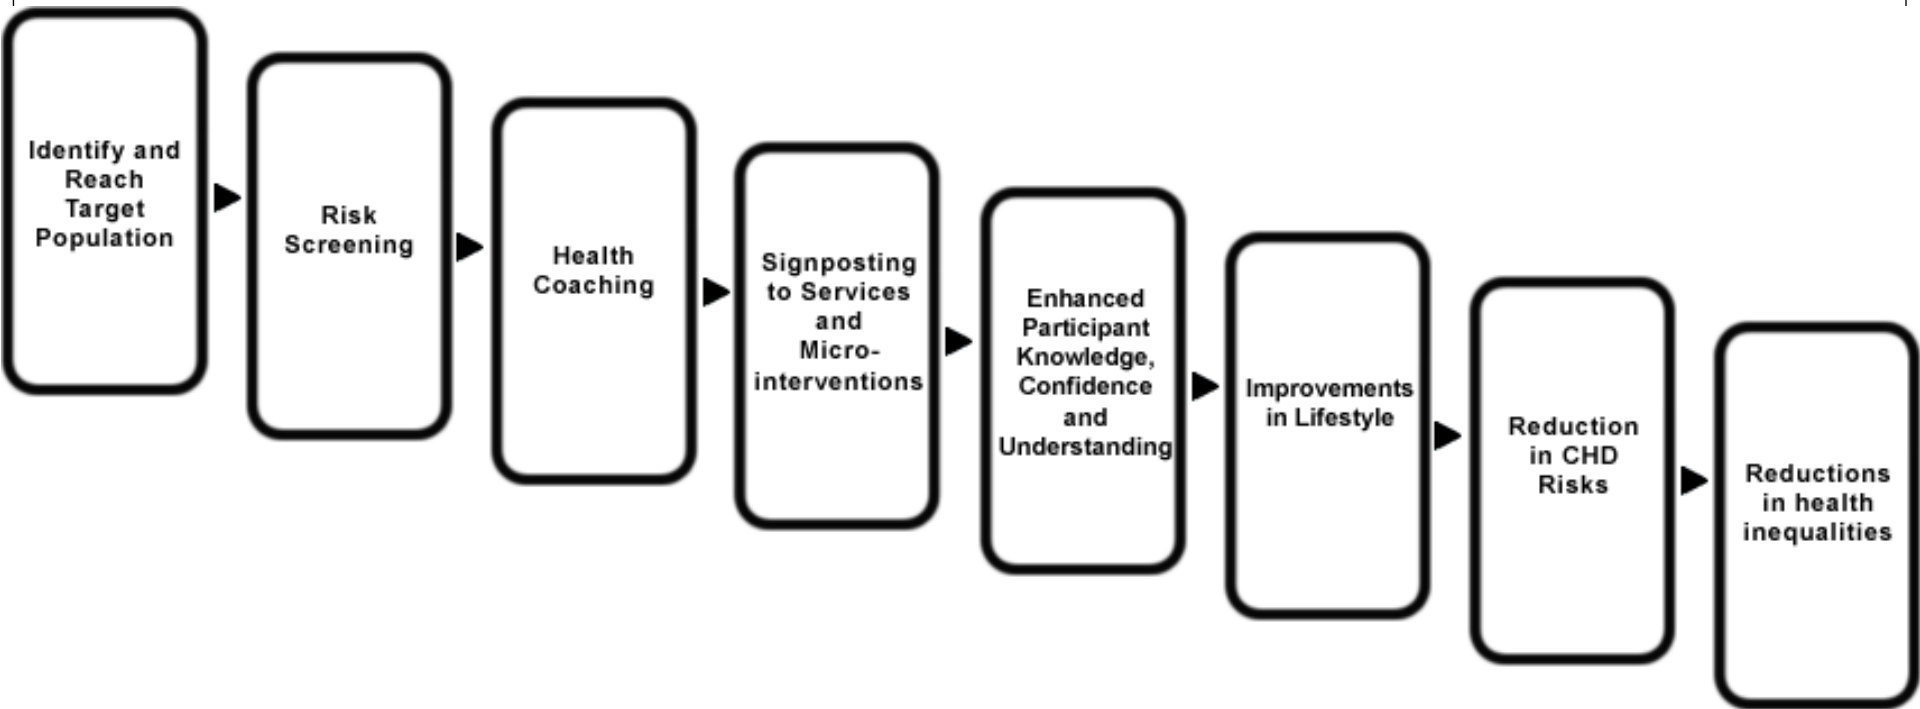 Identify and
Reach
Target
Population
Risk
Screening
Health
Coaching
Signposting
to Services
and
Micro-
interventions
Enhanced
Participant
Knowledge,
Confidence
and
Understanding
Improvements
in Lifestyle
Reduction
in CHD
Risks
Reductions
in health
inequalities